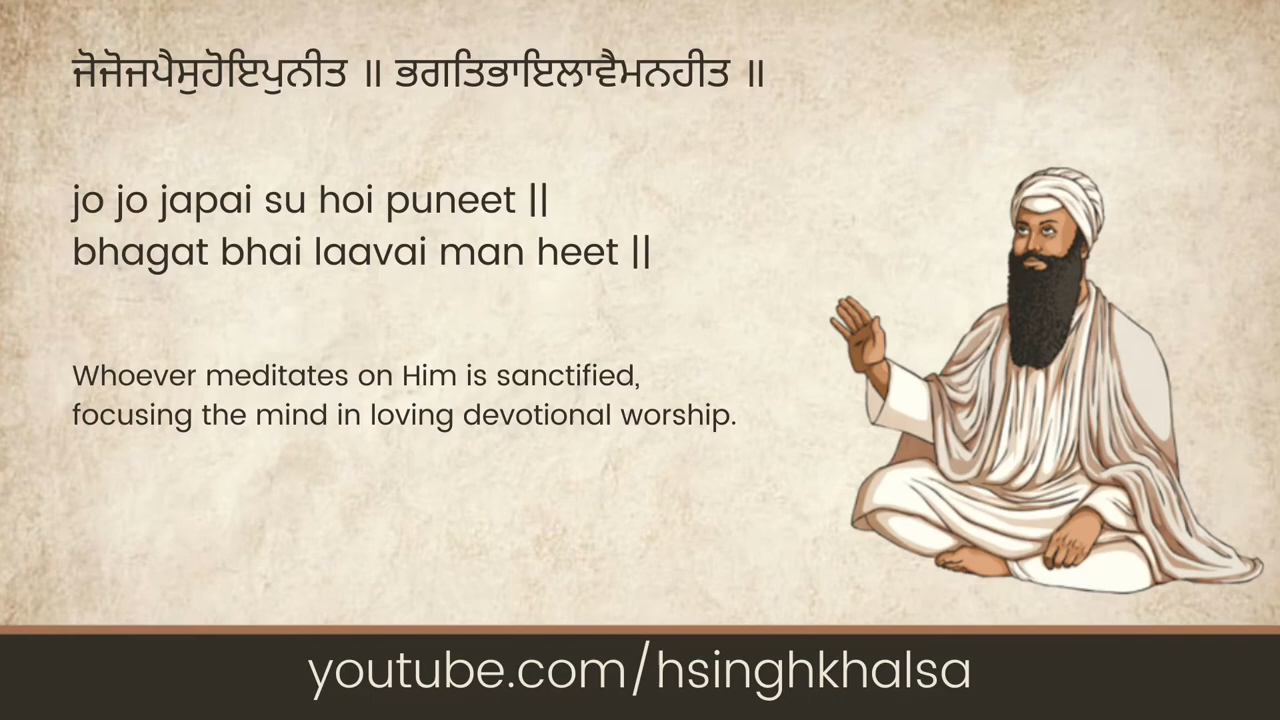 ਜੋਜੋਜਪੈਸੁਹੋਇਪੁਨੀਤ ॥ ਭਗਤਿਭਾਇਲਾਵੈਮਨਹੀਤ ॥
jo jo japai su hoi puneet ||
bhagat bhai laavai man heet ||
Whoever meditates on Him is sanctified,
focusing the mind in loving devotional worship.
youtube.com/hsinghkhalsa